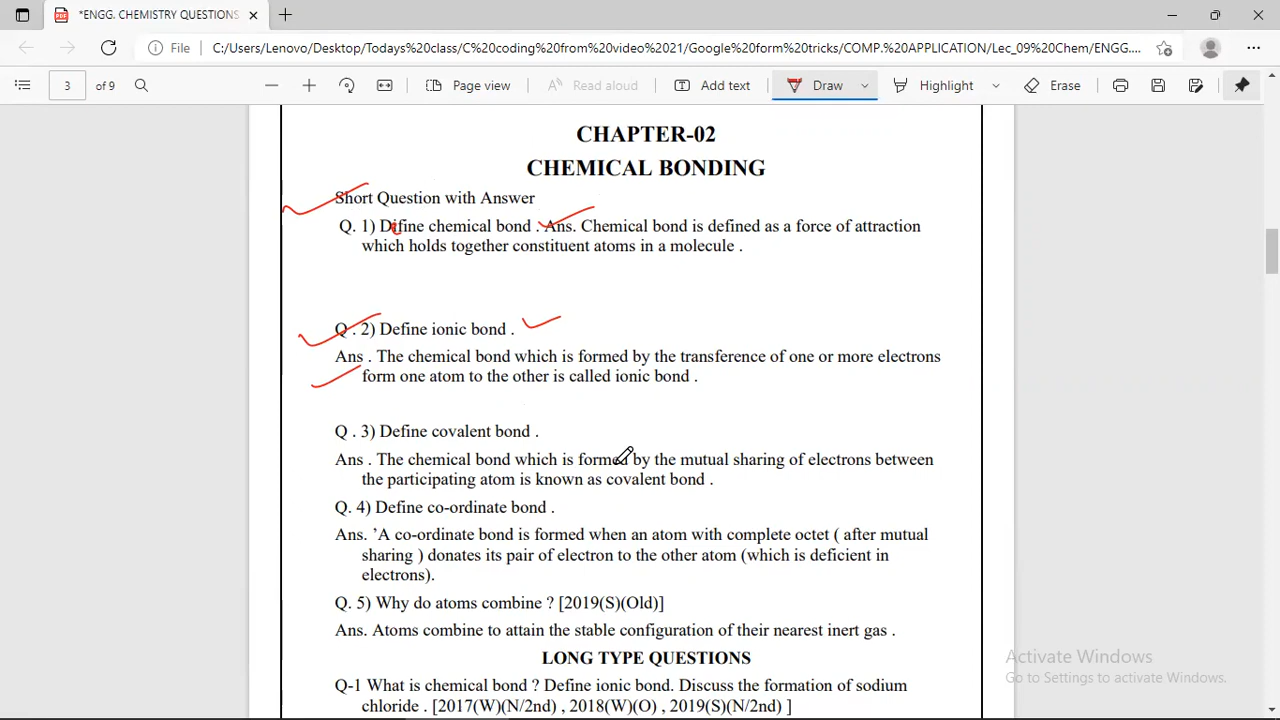 *ENGG. CHEMISTRY QUESTIONS
File C:/Users/Lenovo/Desktop/Todays%20class/C%20coding%20from%20video%2021/Google%20form%20tricks/COMP.%20APPLICATION/Lec_09%20Chem/ENGG....
3 of 9 Page view Read aloud Add text Draw Highlight Erase
CHAPTER-02
CHEMICAL BONDING
Short Question with Answer
Q. 1) Difine chemical bond . Ans. Chemical bond is defined as a force of attraction
which holds together constituent atoms in a molecule .
Q . 2) Define ionic bond .
Ans . The chemical bond which is formed by the transference of one or more electrons
form one atom to the other is called ionic bond .
Q . 3) Define covalent bond .
Ans . The chemical bond which is formed by the mutual sharing of electrons between
the participating atom is known as covalent bond .
Q. 4) Define co-ordinate bond .
Ans. ’A co-ordinate bond is formed when an atom with complete octet ( after mutual
sharing ) donates its pair of electron to the other atom (which is deficient in
electrons).
Q. 5) Why do atoms combine ? [2019(S)(Old)]
Ans. Atoms combine to attain the stable configuration of their nearest inert gas .
LONG TYPE QUESTIONS
Q-1 What is chemical bond ? Define ionic bond. Discuss the formation of sodium
chloride . [2017(W)(N/2nd) , 2018(W)(O) , 2019(S)(N/2nd) ]
Activate Windows
Go to Settings to activate Windows.